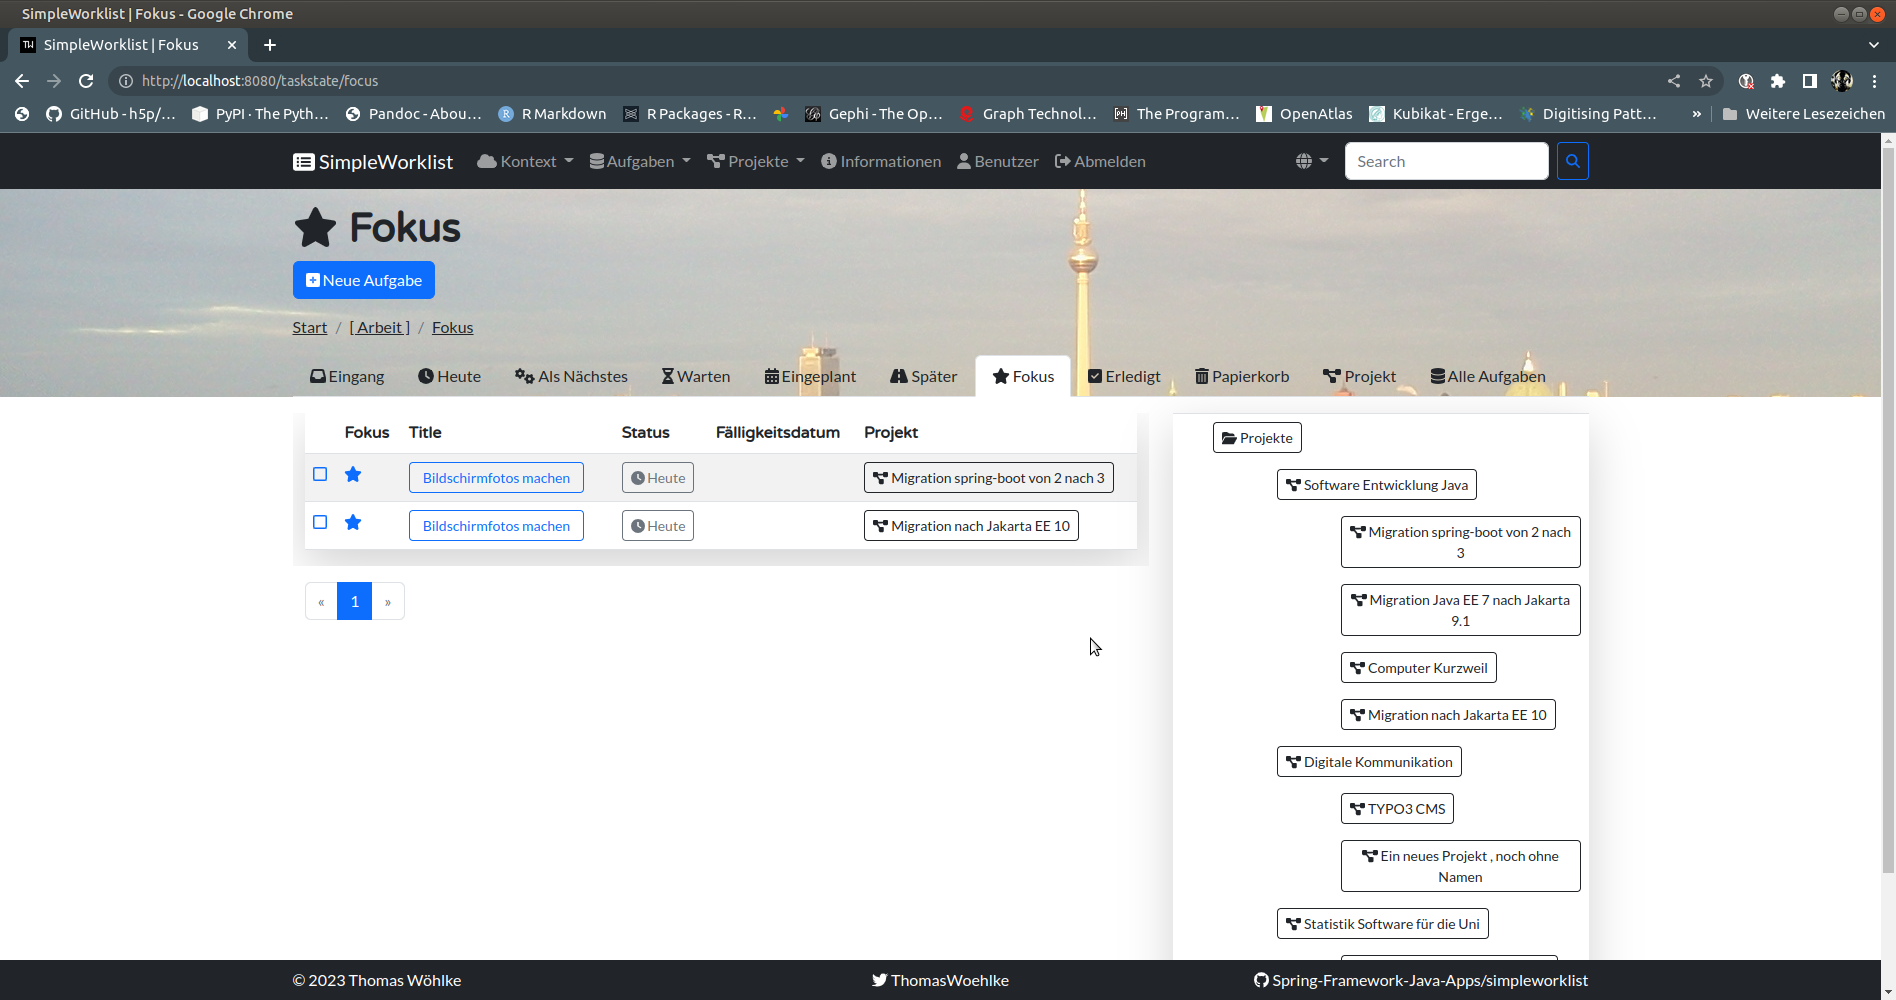 SimpleWorklist | Fokus - Google Chrome
SimpleWorklist | Fokus
http://localhost:8080/taskstate/focus
GitHub - h5p/...
PyPI · The Pyth...
Pandoc - Abou...
R Markdown
R Packages - R...
Gephi - The Op...
Graph Technol...
The Program...
OpenAtlas
Kubikat - Erge...
Digitising Patt...
»
Weitere Lesezeichen
SimpleWorklist
Kontext
Aufgaben
Projekte
Informationen
Benutzer
Abmelden
Search
Fokus
Neue Aufgabe
Start / [ Arbeit ] / Fokus
Eingang
Heute
Als Nächstes
Warten
Eingeplant
Später
Fokus
Erledigt
Papierkorb
Projekt
Alle Aufgaben
Fokus Title Status Fälligkeitsdatum Projekt
Bildschirmfotos machen Heute Migration spring-boot von 2 nach 3
Bildschirmfotos machen Heute Migration nach Jakarta EE 10
« 1 »
Projekte
Software Entwicklung Java
Migration spring-boot von 2 nach
3
Migration Java EE 7 nach Jakarta
9.1
Computer Kurzweil
Migration nach Jakarta EE 10
Digitale Kommunikation
TYPO3 CMS
Ein neues Projekt , noch ohne
Namen
Statistik Software für die Uni
© 2023 Thomas Wöhlke
ThomasWoehlke
Spring-Framework-Java-Apps/simpleworklist